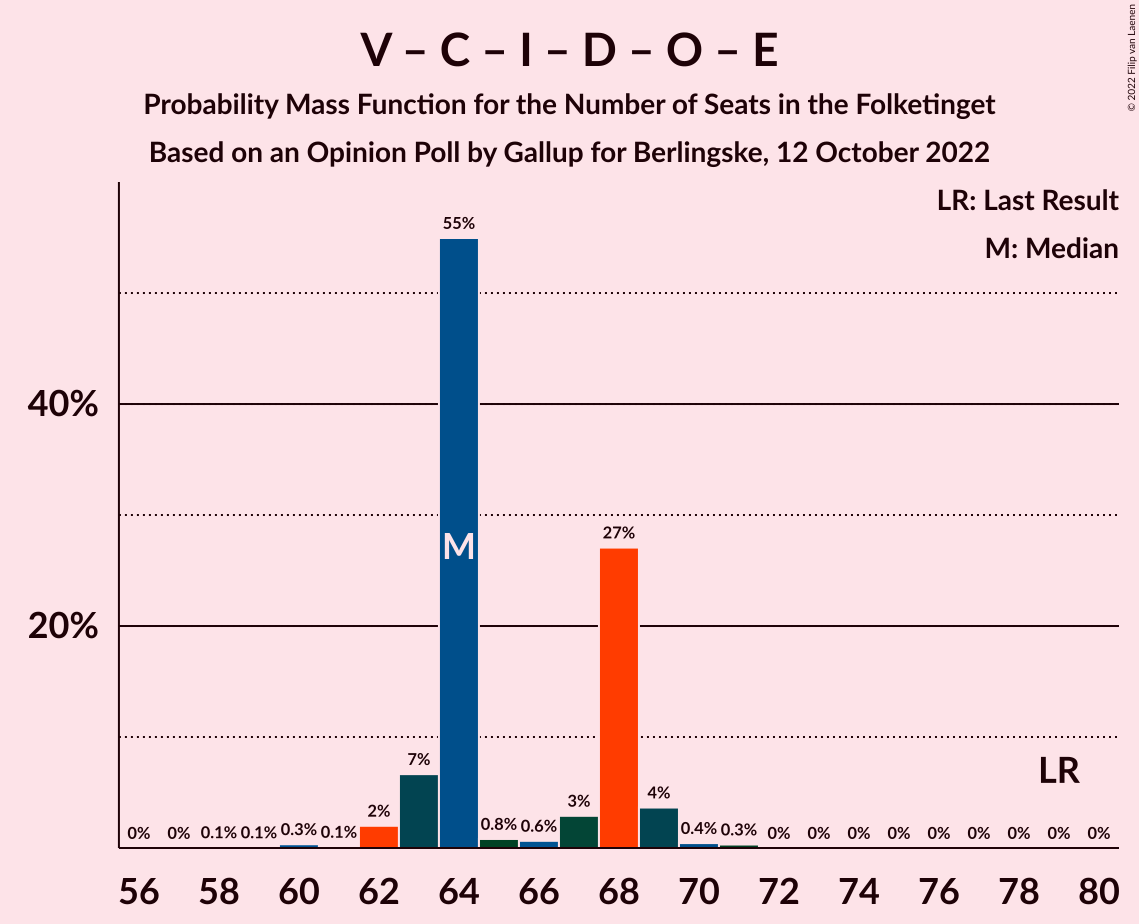 V – C – I – D – O – E
Probability Mass Function for the Number of Seats in the Folketinget
Based on an Opinion Poll by Gallup for Berlingske, 12 October 2022
© 2022 Filip van Laenen
LR: Last Result
M: Median
55%
40%
M
27%
20%
7%
LR
4%
3%
2%
0% 0% 0.1% 0.1% 0.3% 0.1% 0.8% 0.6% 0.4% 0.3% 0% 0% 0% 0% 0% 0% 0% 0% 0%
56 58 60 62 64 66 68 70 72 74 76 78 80